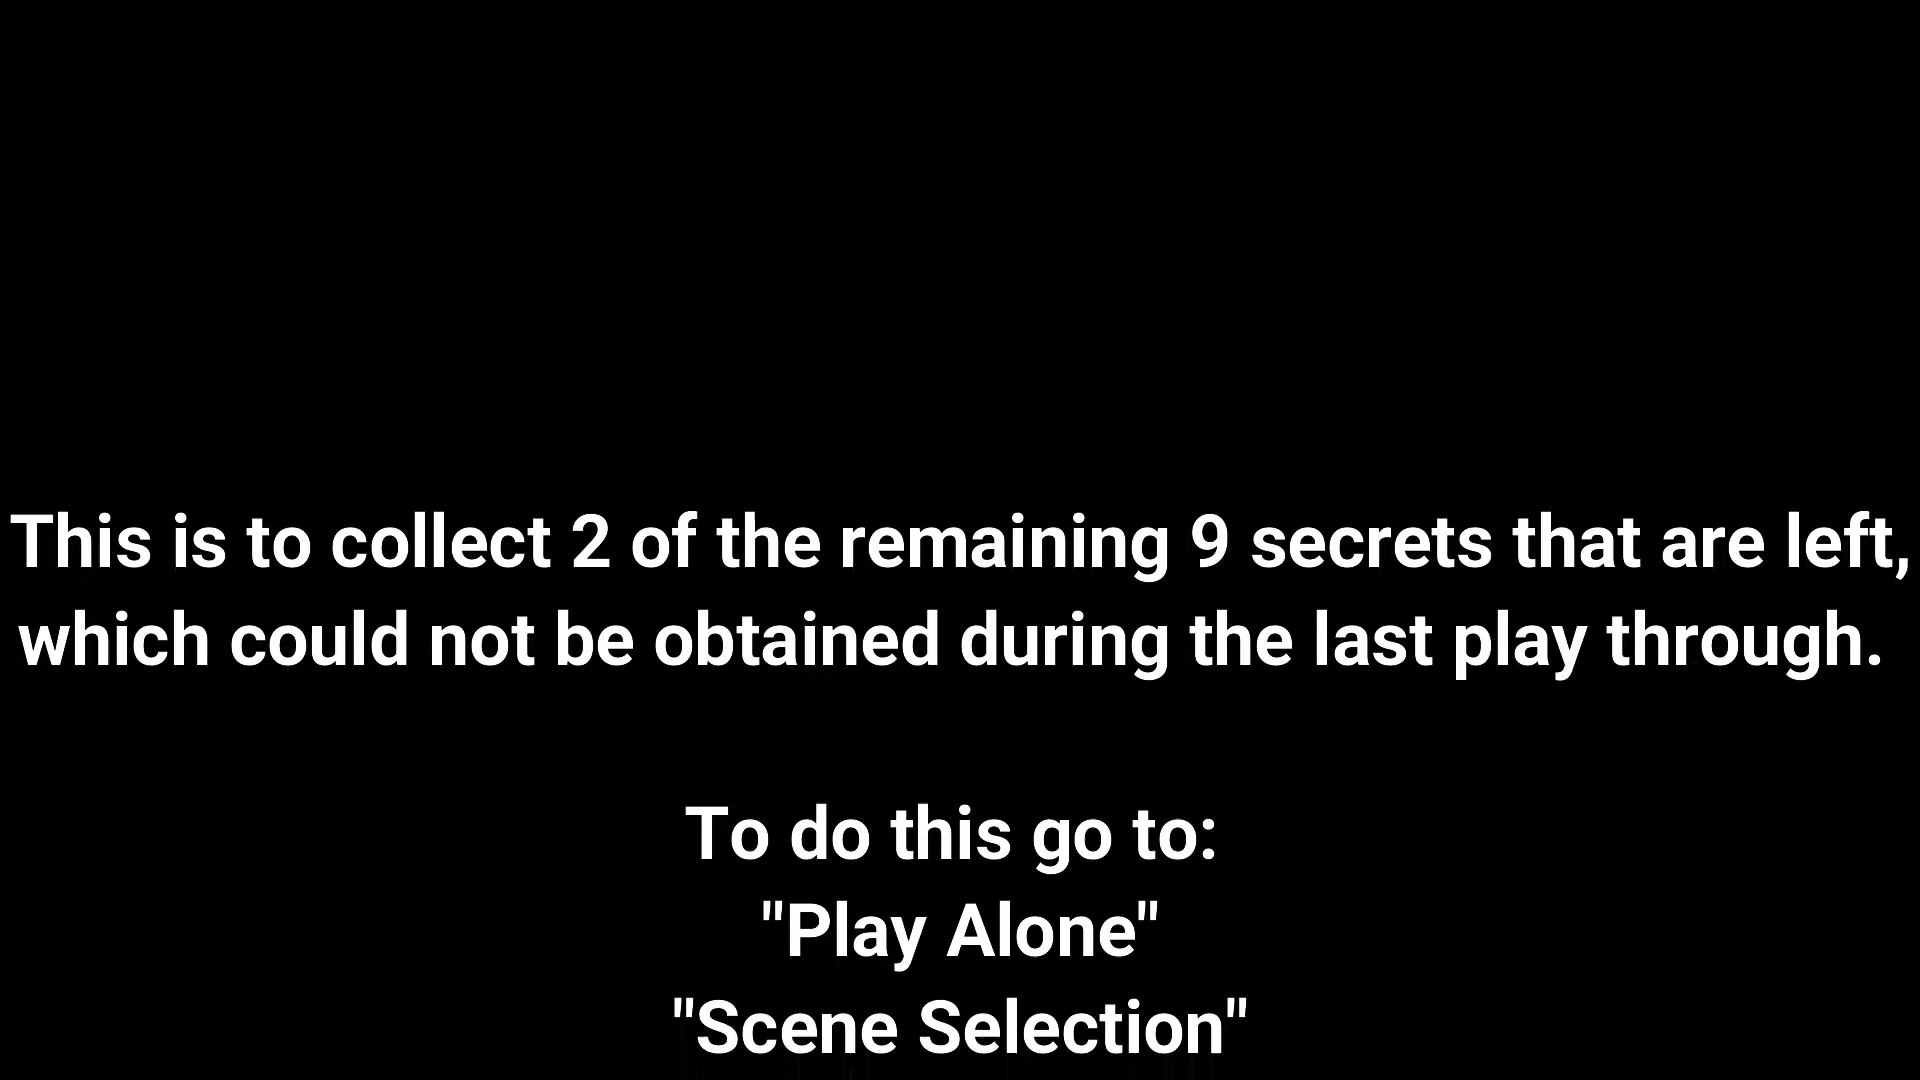 This is to collect 2 of the remaining 9 secrets that are left,
which could not be obtained during the last play through.
To do this go to:
"Play Alone"
"Scene Selection"